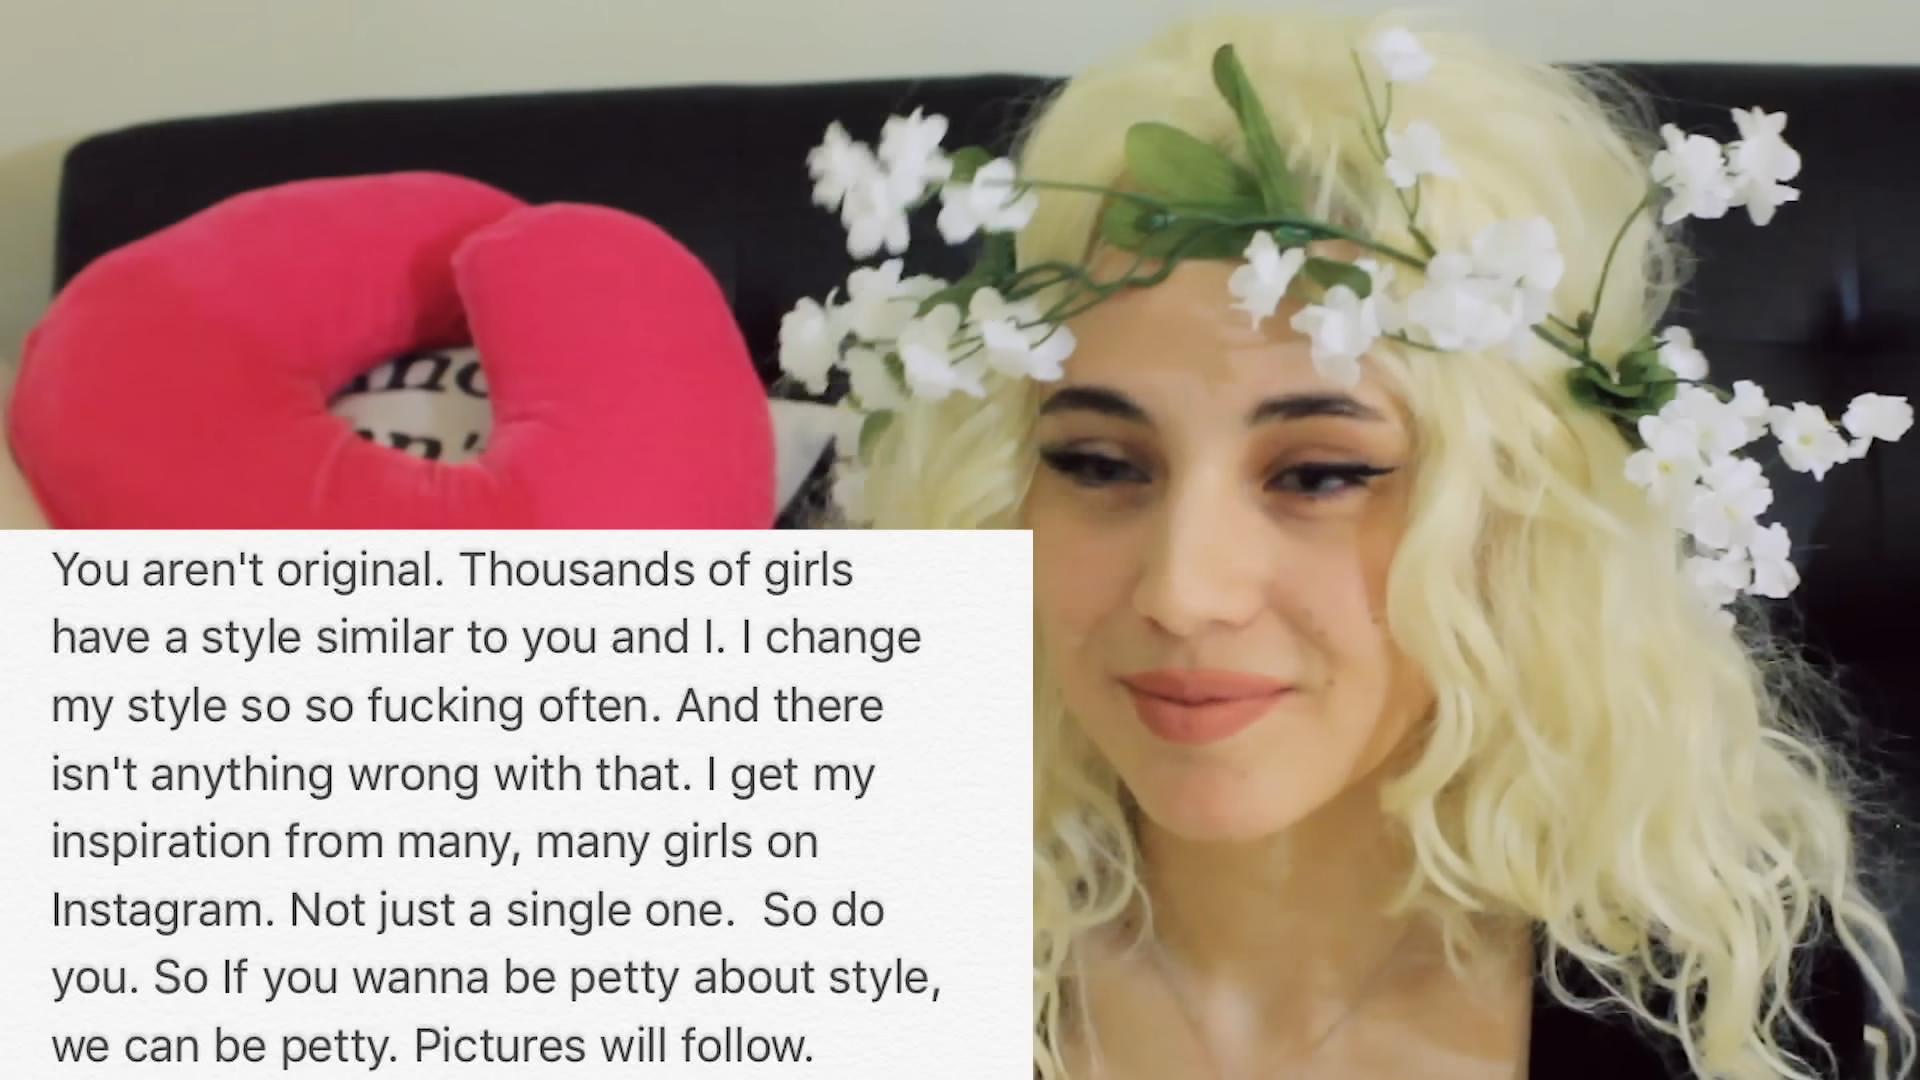 You aren't original. Thousands of girls
have a style similar to you and I. I change
my style so so fucking often. And there
isn't anything wrong with that. I get my
inspiration from many, many girls on
Instagram. Not just a single one.  So do
you. So If you wanna be petty about style,
we can be petty. Pictures will follow.